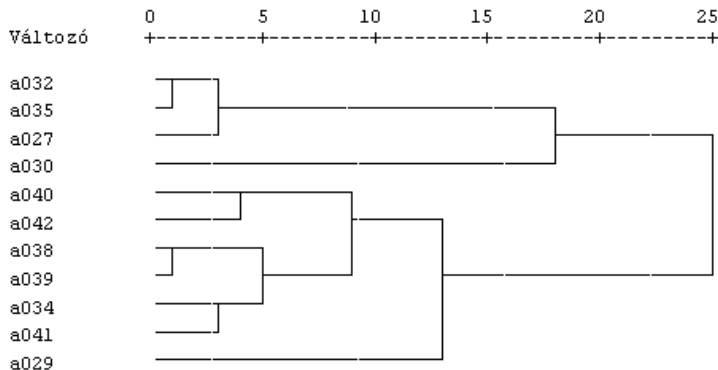 0 5 10 15 20 25
Változó +---------+---------+---------+---------+---------+
a032
a035
a027
a030
a040
a042
a038
a039
a034
a041
a029